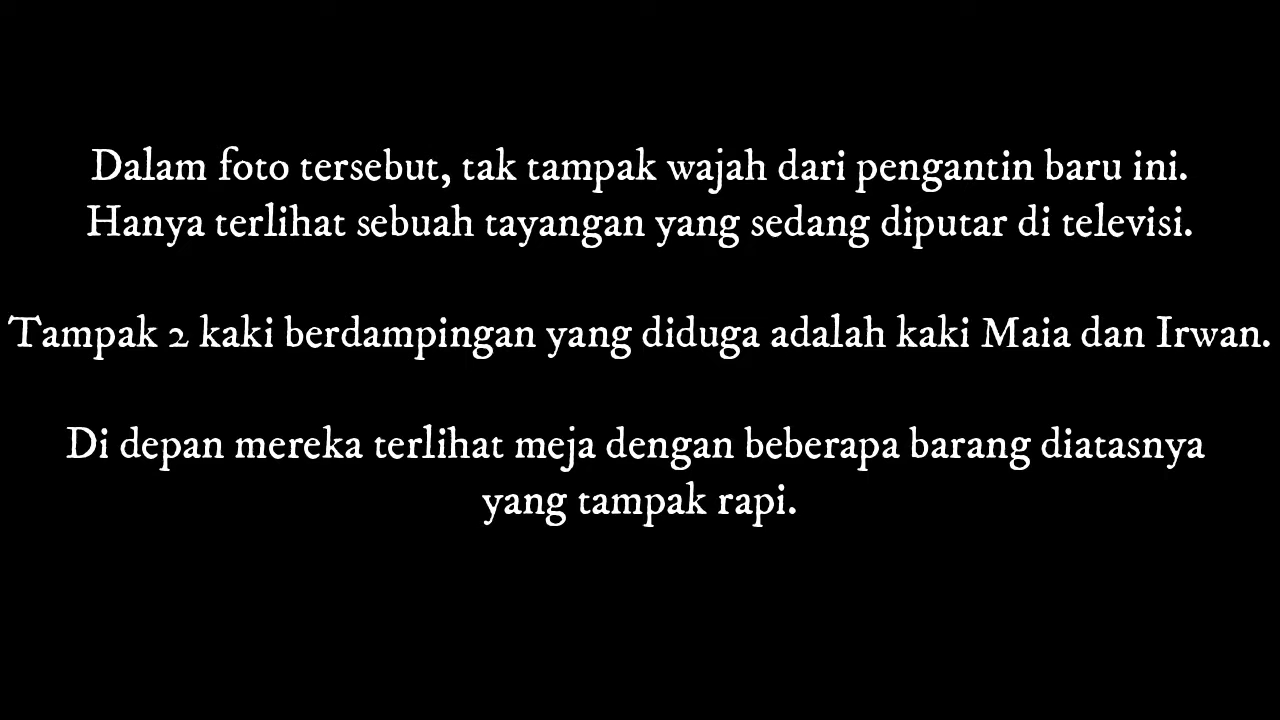 Dalam foto tersebut, tak tampak wajah dari pengantin baru ini.
Hanya terlihat sebuah tayangan yang sedang diputar di televisi.
Tampak 2 kaki berdampingan yang diduga adalah kaki Maia dan Irwan.
Di depan mereka terlihat meja dengan beberapa barang diatasnya
yang tampak rapi.